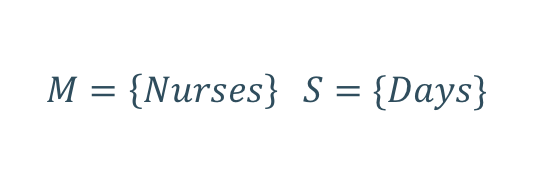 M = {Nurses} S = {Days}